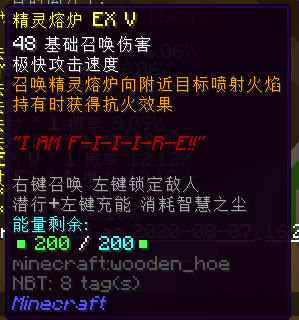 精灵熔炉 EX V
48 基础召唤伤害
极快攻击速度
召唤精灵熔炉向附近目标喷射火焰
持有时获得抗火效果
"I AM F-I-I-I-R-E!!"
右键召唤 左键锁定敌人
潜行+左键充能 消耗智慧之尘
能量剩余:
▪ 200 / 200 ▪
minecraft:wooden_hoe
NBT: 8 tag(s)
Minecraft